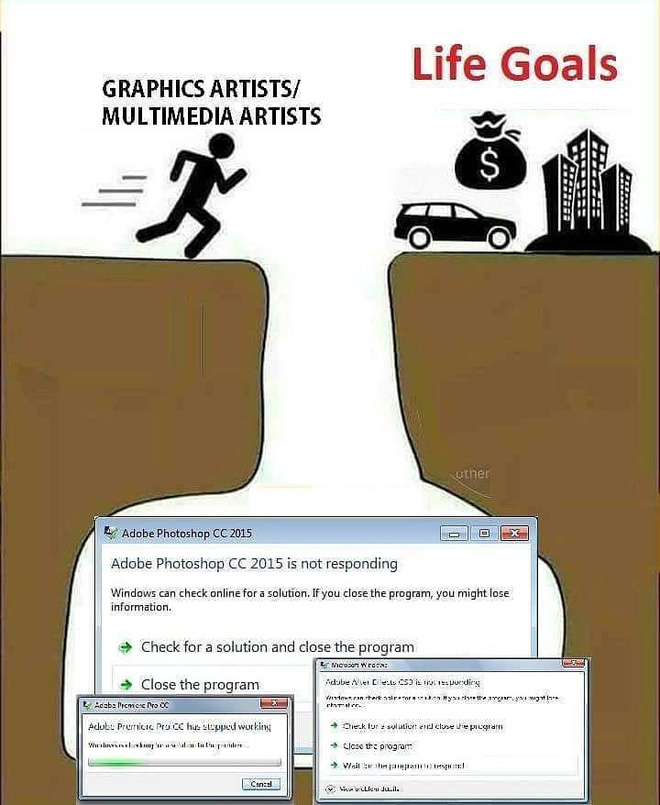 Life Goals
GRAPHICS ARTISTS/
MULTIMEDIA ARTISTS
$
other
Adobe Photoshop CC 2015
Adobe Photoshop CC 2015 is not responding
Windows can check online for a solution. If you close the program, you might lose
information.
Check for a solution and close the program
Close the program
Microsoft Windows
Adobe After Effects CS3 is not responding
Windows can check online for a solution. If you close the program, you might lose
information.
Check for a solution and close the program
Close the program
Wait for the program to respond
View problem details
Adobe Premiere Pro CC
Adobe Premiere Pro CC has stopped working
Windows is checking for a solution to the problem...
Cancel